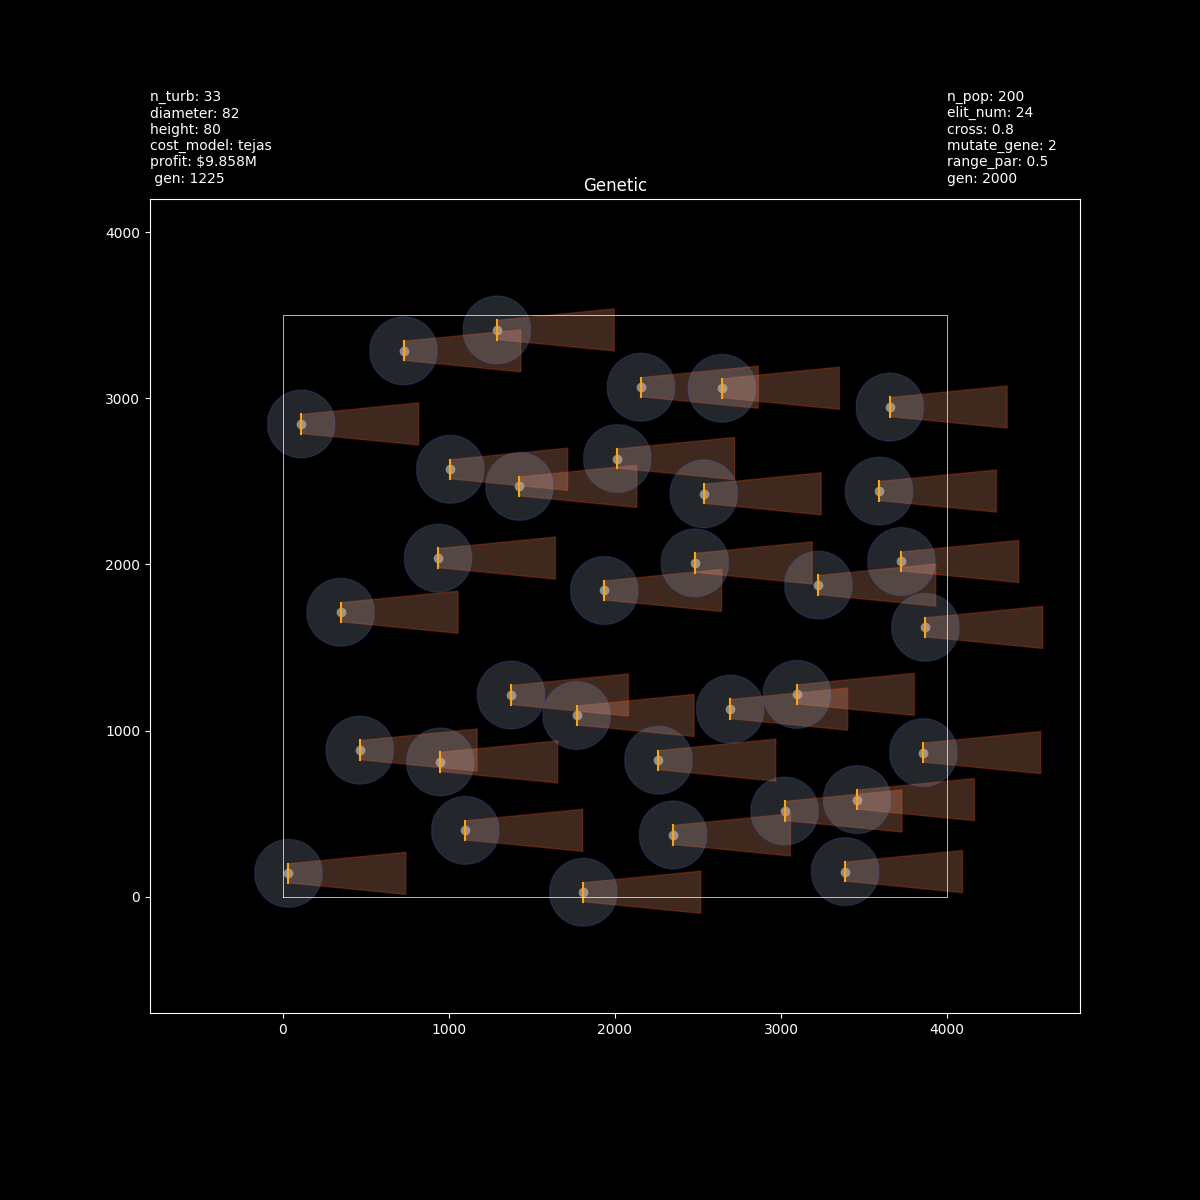 n_turb: 33
diameter: 82
height: 80
cost_model: tejas
profit: $9.858M
gen: 1225
n_pop: 200
elit_num: 24
cross: 0.8
mutate_gene: 2
range_par: 0.5
gen: 2000
Genetic
4000
3000
2000
1000
0
0
1000
2000
3000
4000